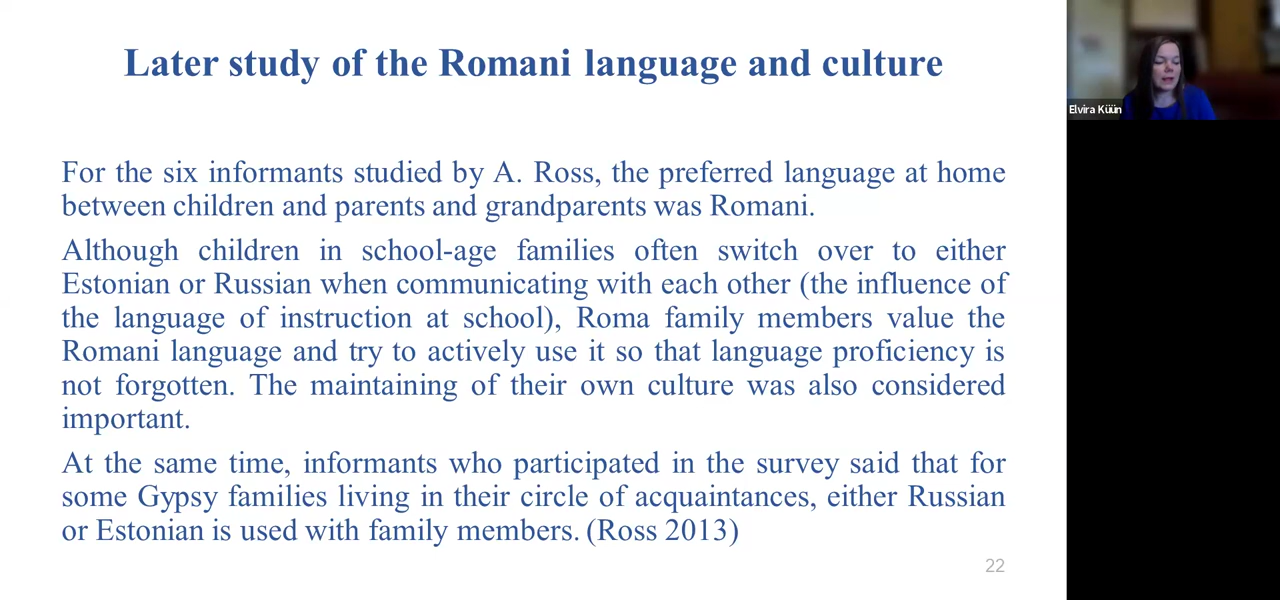 Later study of the Romani language and culture
Elvira Küün
For the six informants studied by A. Ross, the preferred language at home
between children and parents and grandparents was Romani.
Although children in school-age families often switch over to either
Estonian or Russian when communicating with each other (the influence of
the language of instruction at school), Roma family members value the
Romani language and try to actively use it so that language proficiency is
not forgotten. The maintaining of their own culture was also considered
important.
At the same time, informants who participated in the survey said that for
some Gypsy families living in their circle of acquaintances, either Russian
or Estonian is used with family members. (Ross 2013)
22